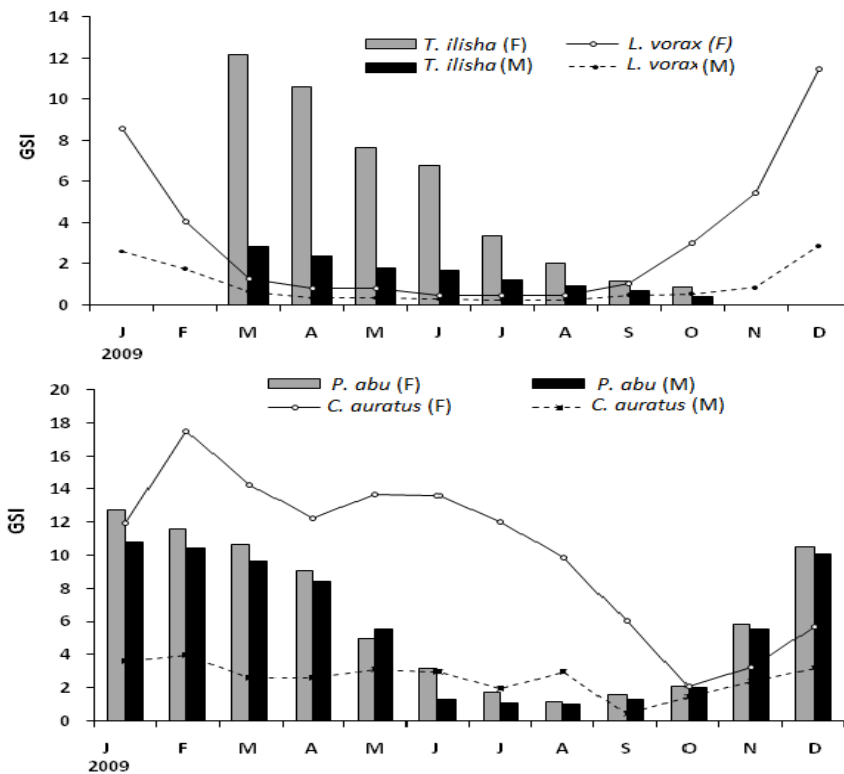 14
12
10
8
6
4
2
0
GSI
T. ilisha (F)
L. vorax (F)
T. ilisha (M)
L. vorax (M)
J F M A M J J A S O N D
2009
20
18
16
14
12
10
8
6
4
2
0
GSI
P. abu (F)
P. abu (M)
C. auratus (F)
C. auratus (M)
J F M A M J J A S O N D
2009